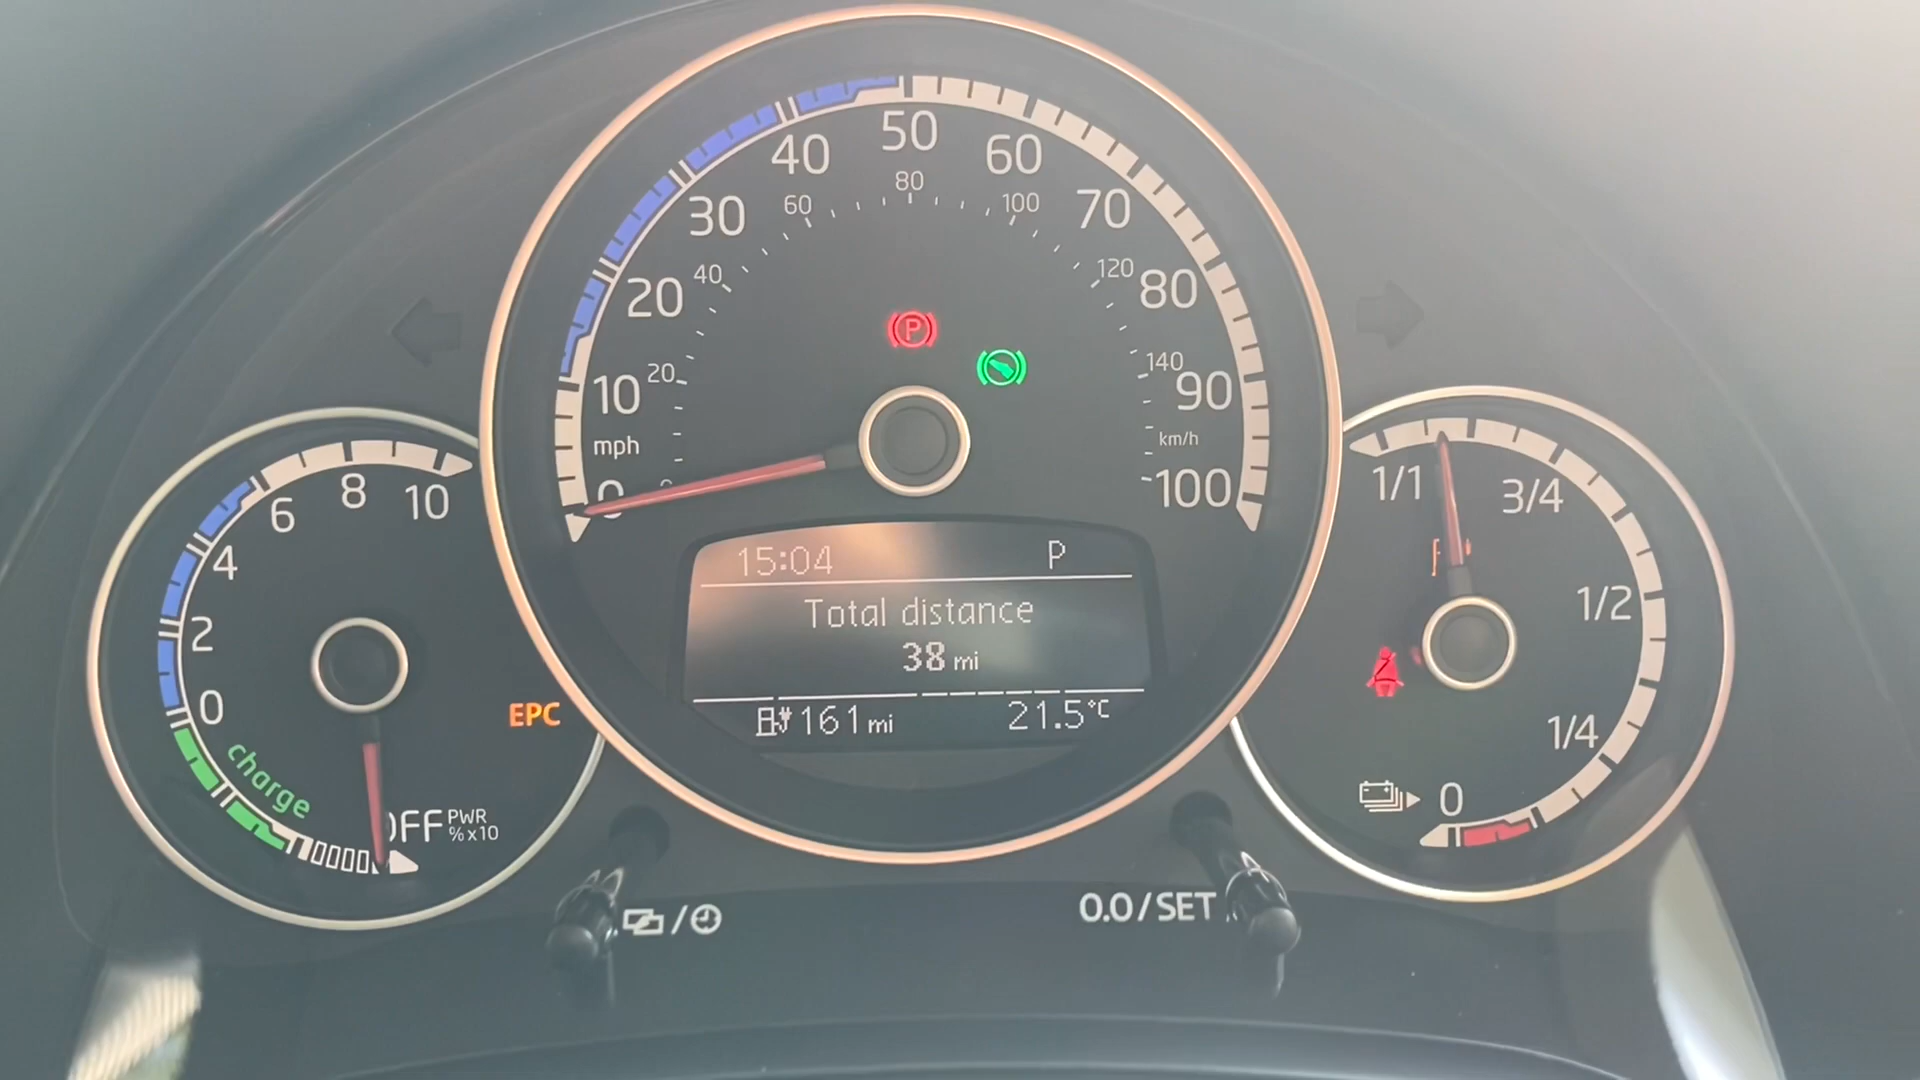 50
40
60
80
30
60
100
70
40
120
20
80
P
20
140
10
90
mph
km/h
0
100
15:04 P
Total distance
38 mi
161 mi 21.5°C
8
6
10
4
2
0
charge
EPC
PWR
% x 10
1/1
3/4
1/2
1/4
0
0.0/SET